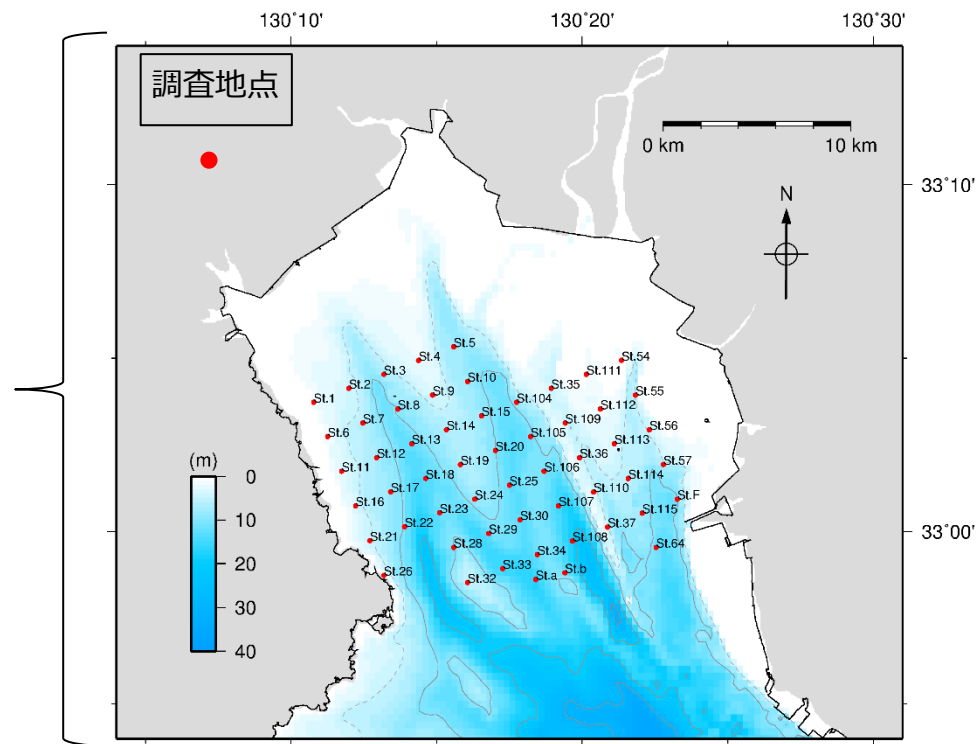 130°10'
130°20'
130°30'
調査地点
0 km
10 km
33°10'
N
St.5
St.4
St.54
St.3
St.111
St.10
St.2
St.35
St.9
St.55
St.1
St.8
St.104
St.112
St.15
St.7
St.109
St.14
St.56
St.6
St.105
St.13
St.113
St.20
St.12
St.36
St.19
St.57
St.11
St.106
St.18
St.114
St.25
St.17
St.110
St.24
St.F
St.16
St.107
St.23
St.115
St.30
St.22
St.37
St.29
St.21
St.108
St.28
St.64
St.34
33°00'
St.33
St.b
St.26
St.a
St.32
(m)
0
10
20
30
40